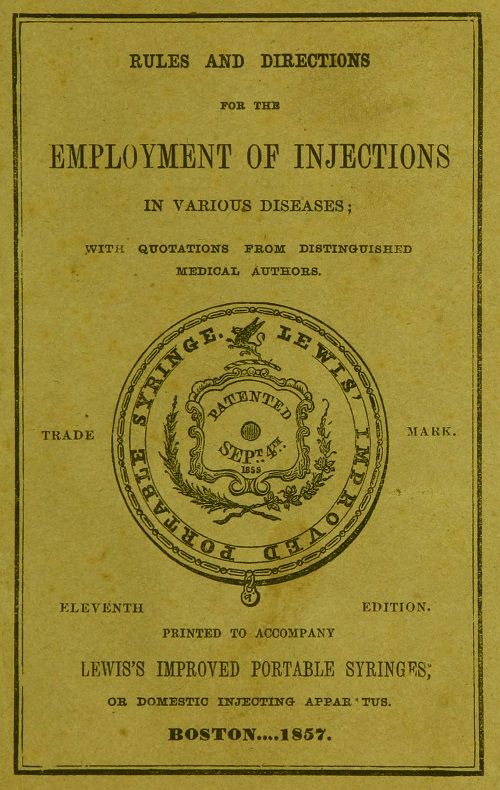 RULES AND DIRECTIONS
FOR THE
EMPLOYMENT OF INJECTIONS
IN VARIOUS DISEASES;
WITH QUOTATIONS FROM DISTINGUISHED
MEDICAL AUTHORS.
LEWIS' IMPROVED PORTABLE SYRINGE.
PATENTED
SEPT. 4TH
1855
TRADE MARK.
ELEVENTH EDITION.
PRINTED TO ACCOMPANY
LEWIS'S IMPROVED PORTABLE SYRINGES,
OR DOMESTIC INJECTING APPAR TUS.
BOSTON....1857.